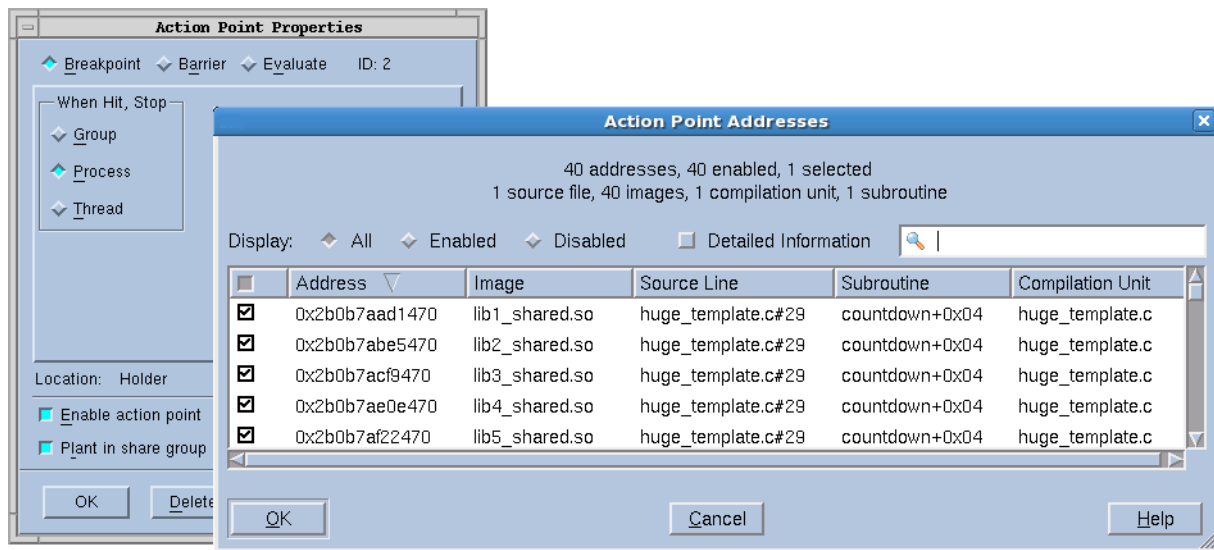 Action Point Properties
Breakpoint Barrier Evaluate ID: 2
When Hit, Stop
Group
Process
Thread
Location: Holder
Enable action point
Plant in share group
OK Delete
Action Point Addresses
40 addresses, 40 enabled, 1 selected
1 source file, 40 images, 1 compilation unit, 1 subroutine
Display: All Enabled Disabled Detailed Information
Address Image Source Line Subroutine Compilation Unit
0x2b0b7aad1470 lib1_shared.so huge_template.c#29 countdown+0x04 huge_template.c
0x2b0b7abe5470 lib2_shared.so huge_template.c#29 countdown+0x04 huge_template.c
0x2b0b7acf9470 lib3_shared.so huge_template.c#29 countdown+0x04 huge_template.c
0x2b0b7ae0e470 lib4_shared.so huge_template.c#29 countdown+0x04 huge_template.c
0x2b0b7af22470 lib5_shared.so huge_template.c#29 countdown+0x04 huge_template.c
OK Cancel Help